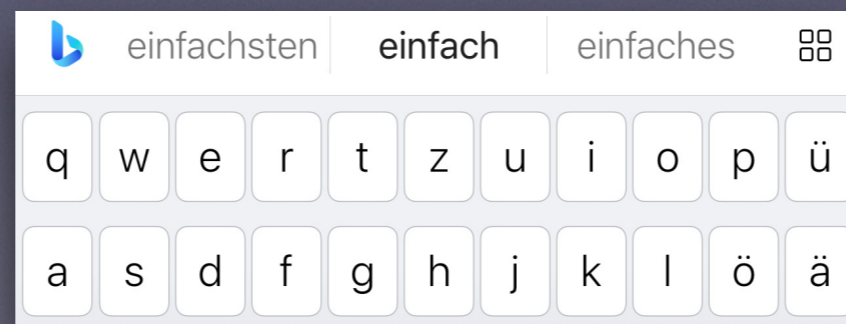 einfachsten einfach einfaches
q w e r t z u i o p ü
a s d f g h j k l ö ä